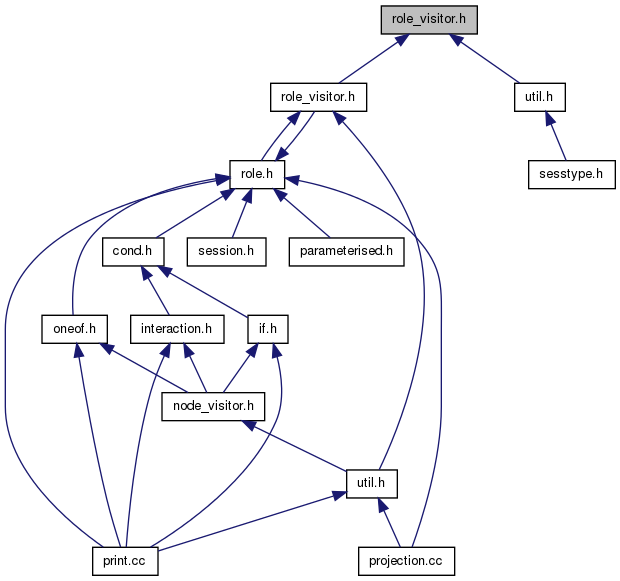 role_visitor.h
role_visitor.h
util.h
role.h
sesstype.h
cond.h
session.h
parameterised.h
oneof.h
interaction.h
if.h
node_visitor.h
util.h
print.cc
projection.cc